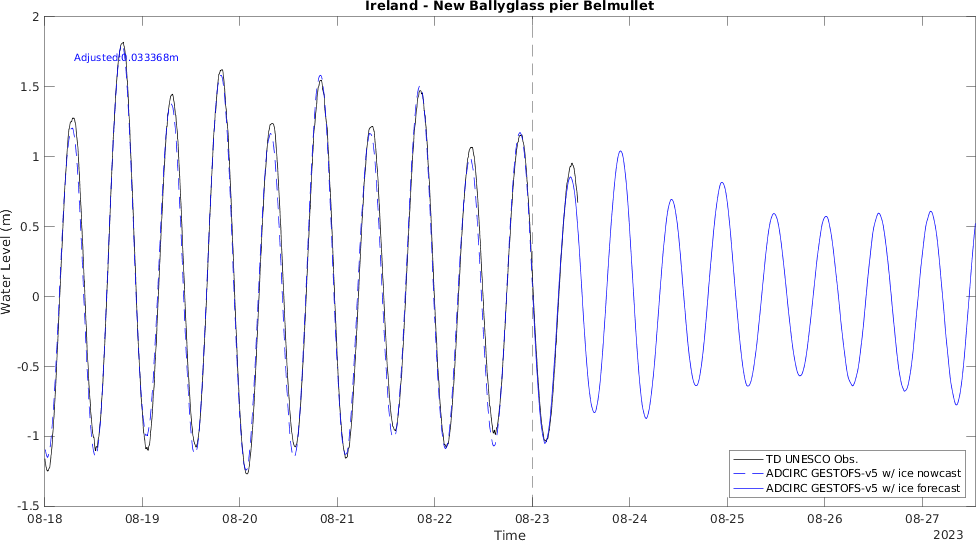 Ireland - New Ballyglass pier Belmullet
Adjusted:0.033368m
Water Level (m)
2
1.5
1
0.5
0
-0.5
-1
-1.5
TD UNESCO Obs.
ADCIRC GESTOFS-v5 w/ ice nowcast
ADCIRC GESTOFS-v5 w/ ice forecast
08-18 08-19 08-20 08-21 08-22 08-23 08-24 08-25 08-26 08-27
Time
2023